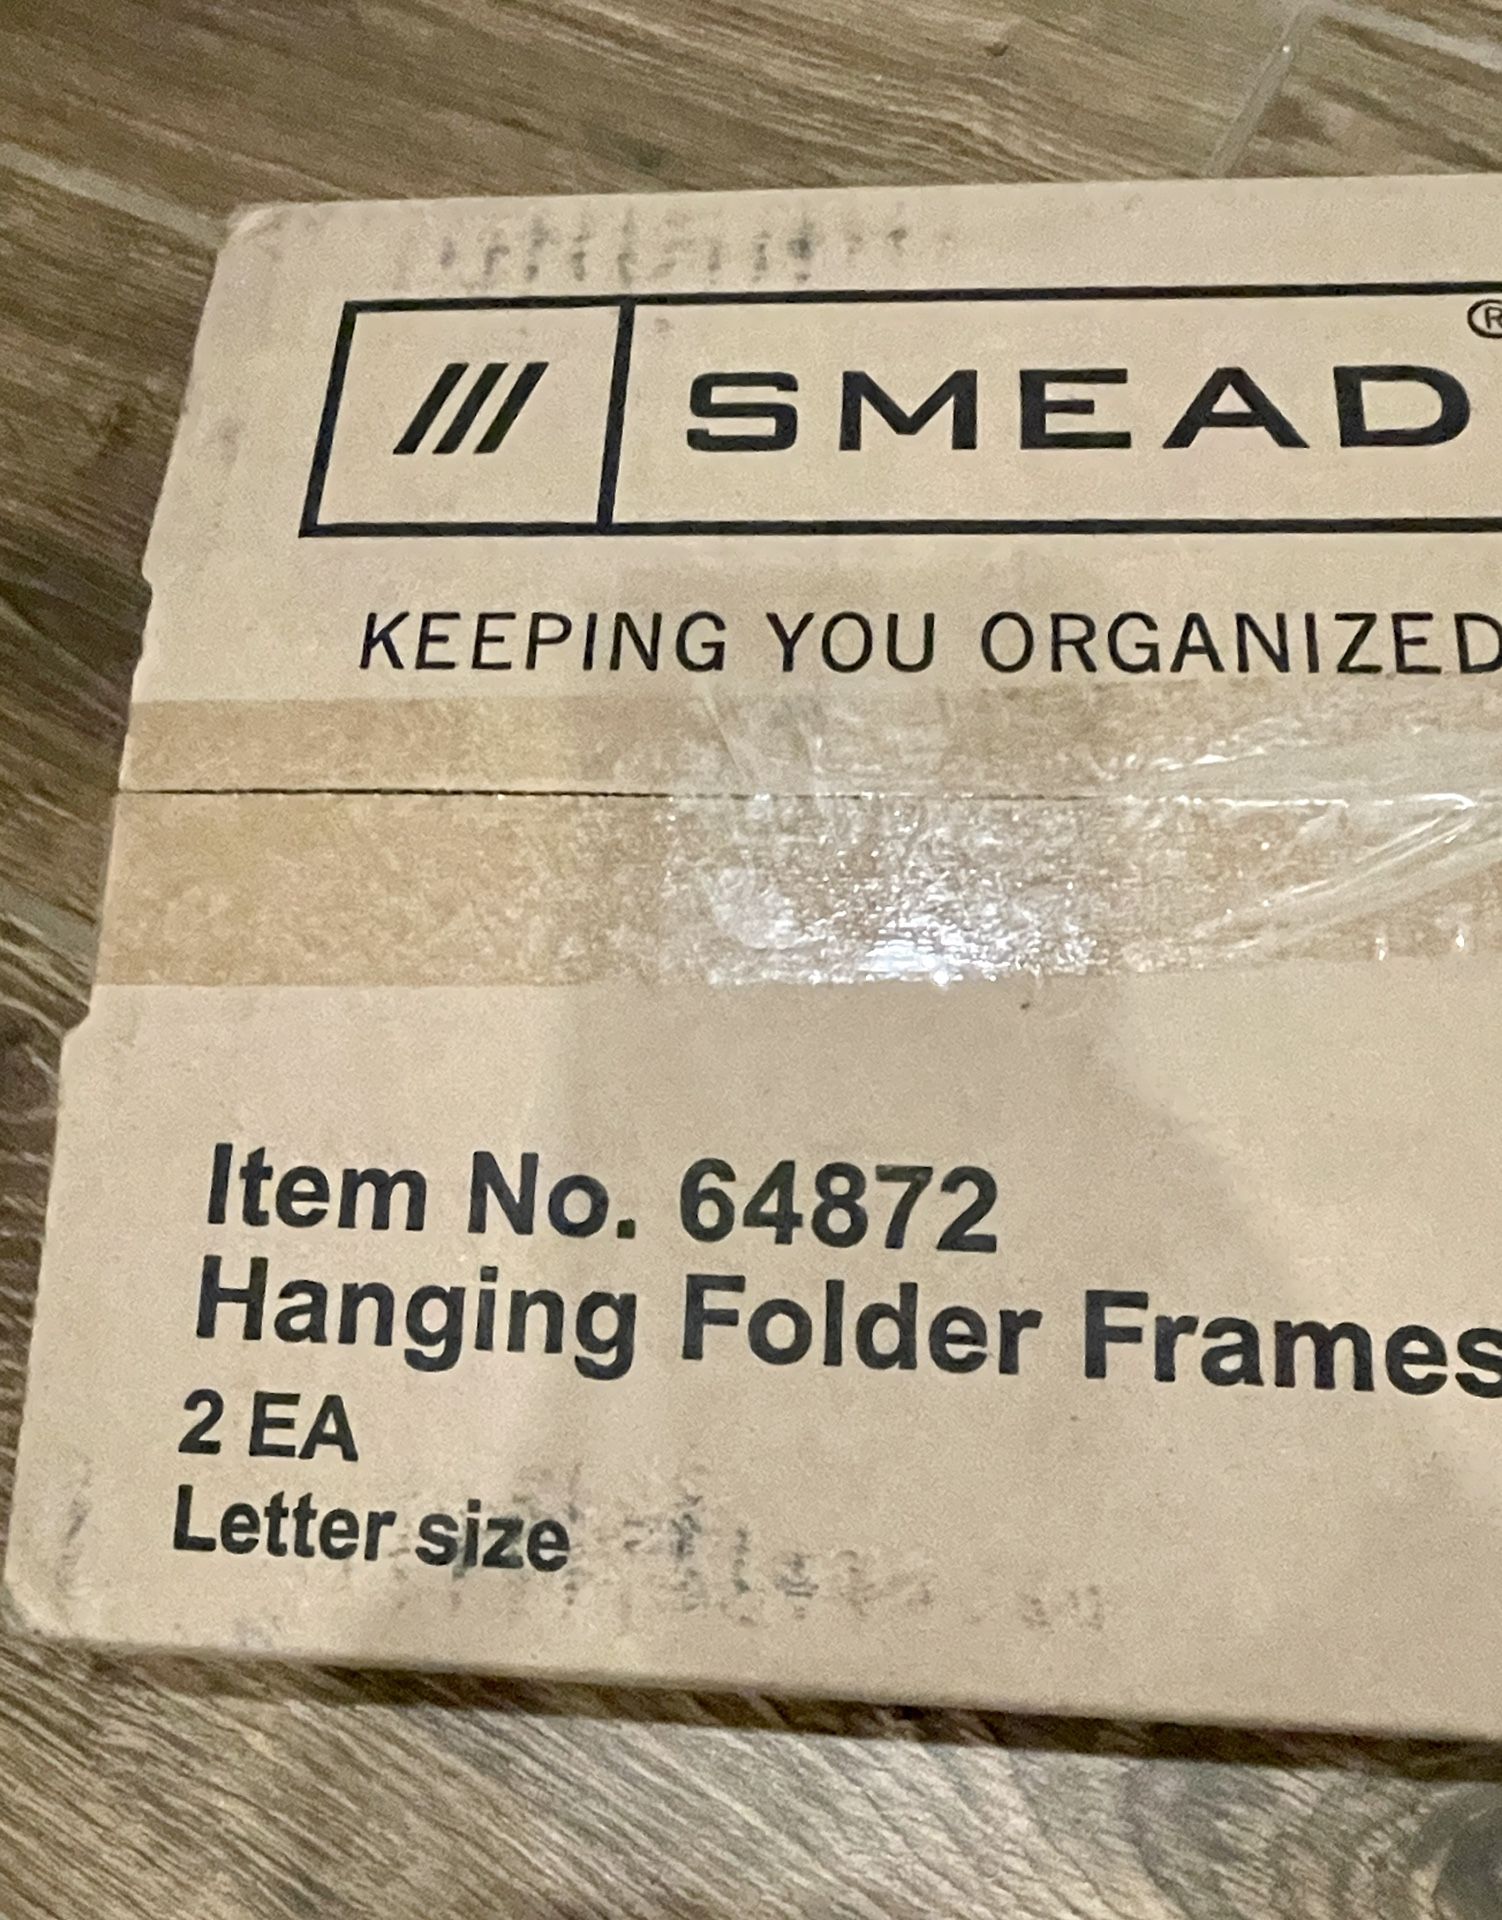 SMEAD®
KEEPING YOU ORGANIZED
Item No. 64872
Hanging Folder Frames
2 EA
Letter size